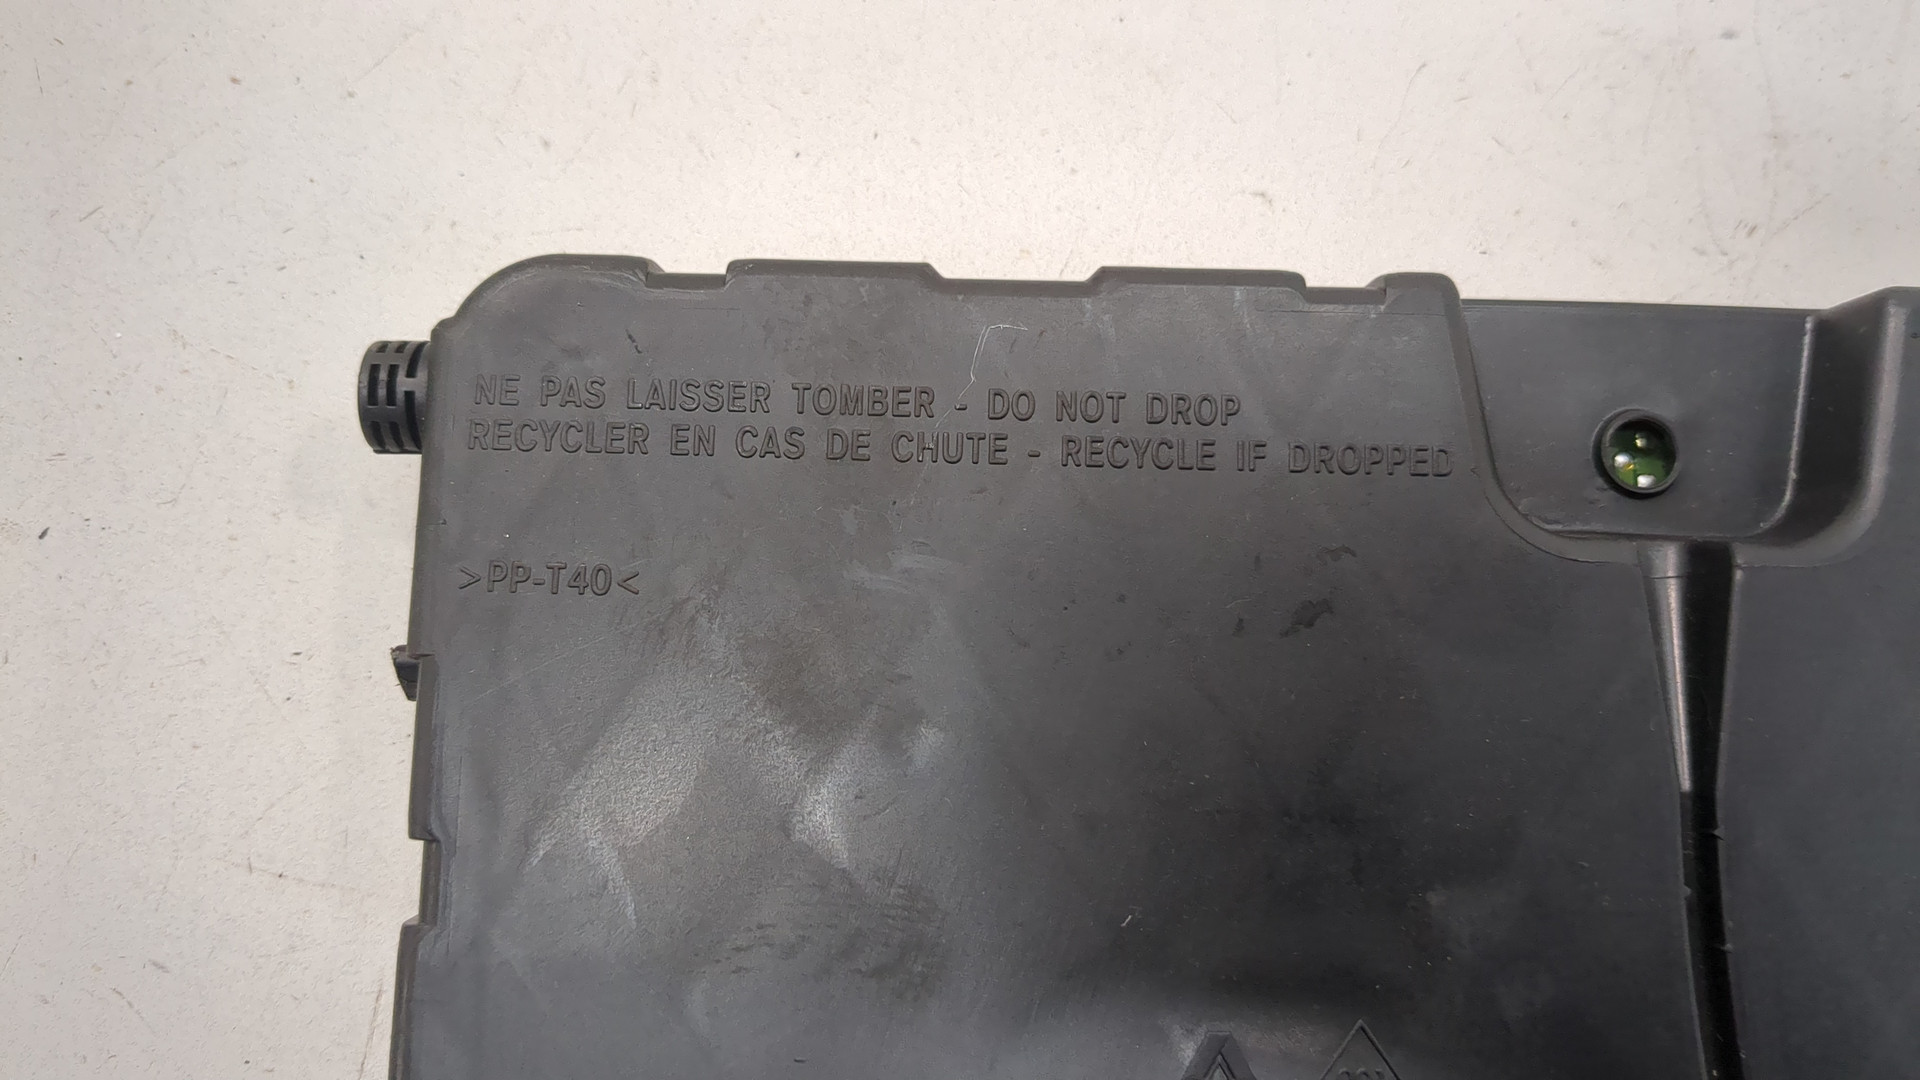 NE PAS LAISSER TOMBER - DO NOT DROP
RECYCLER EN CAS DE CHUTE - RECYCLE IF DROPPED
>PP-T40<